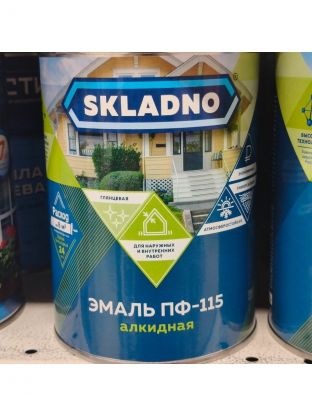 SKLADNO
ГЛЯНЦЕВАЯ
АТМОСФЕРОСТОЙКАЯ
Расход
ДЛЯ НАРУЖНЫХ
И ВНУТРЕННИХ
РАБОТ
ЭМАЛЬ ПФ-115
алкидная